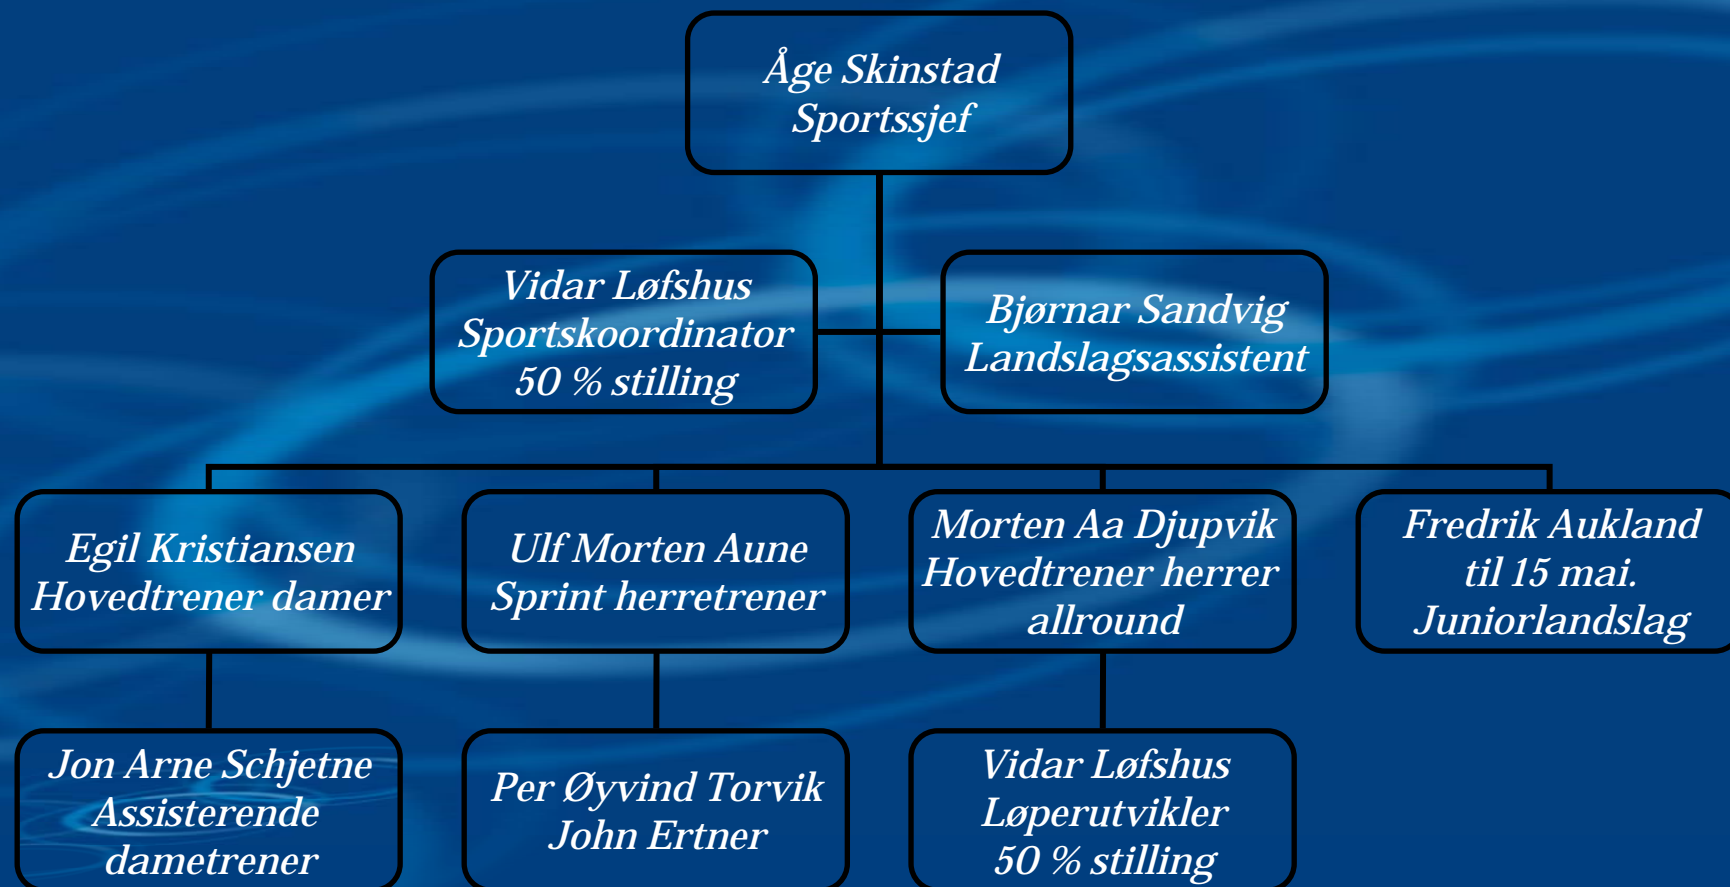 Åge Skinstad
Sportssjef
Vidar Løfshus
Sportskoordinator
50 % stilling
Bjørnar Sandvig
Landslagsassistent
Egil Kristiansen
Hovedtrener damer
Ulf Morten Aune
Sprint herretrener
Morten Aa Djupvik
Hovedtrener herrer
allround
Fredrik Aukland
til 15 mai.
Juniorlandslag
Jon Arne Schjetne
Assisterende
dametrener
Per Øyvind Torvik
John Ertner
Vidar Løfshus
Løperutvikler
50 % stilling